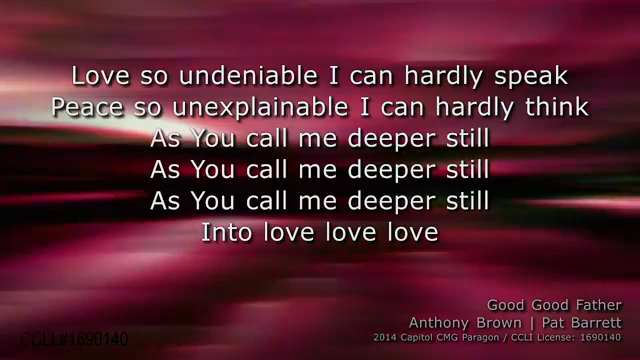 Love so undeniable I can hardly speak
Peace so unexplainable I can hardly think
As You call me deeper still
As You call me deeper still
As You call me deeper still
Into love love love
Good Good Father
Anthony Brown | Pat Barrett
2014 Capitol CMG Paragon / CCLI License: 1690140
CCLI#1690140